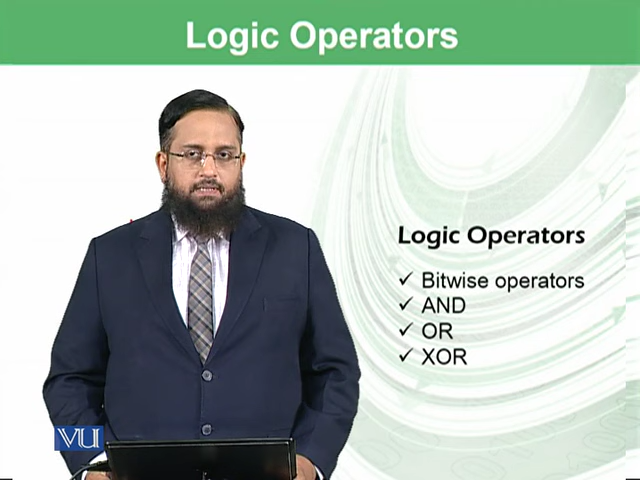 Logic Operators
Logic Operators
✓ Bitwise operators
✓ AND
✓ OR
✓ XOR
VU